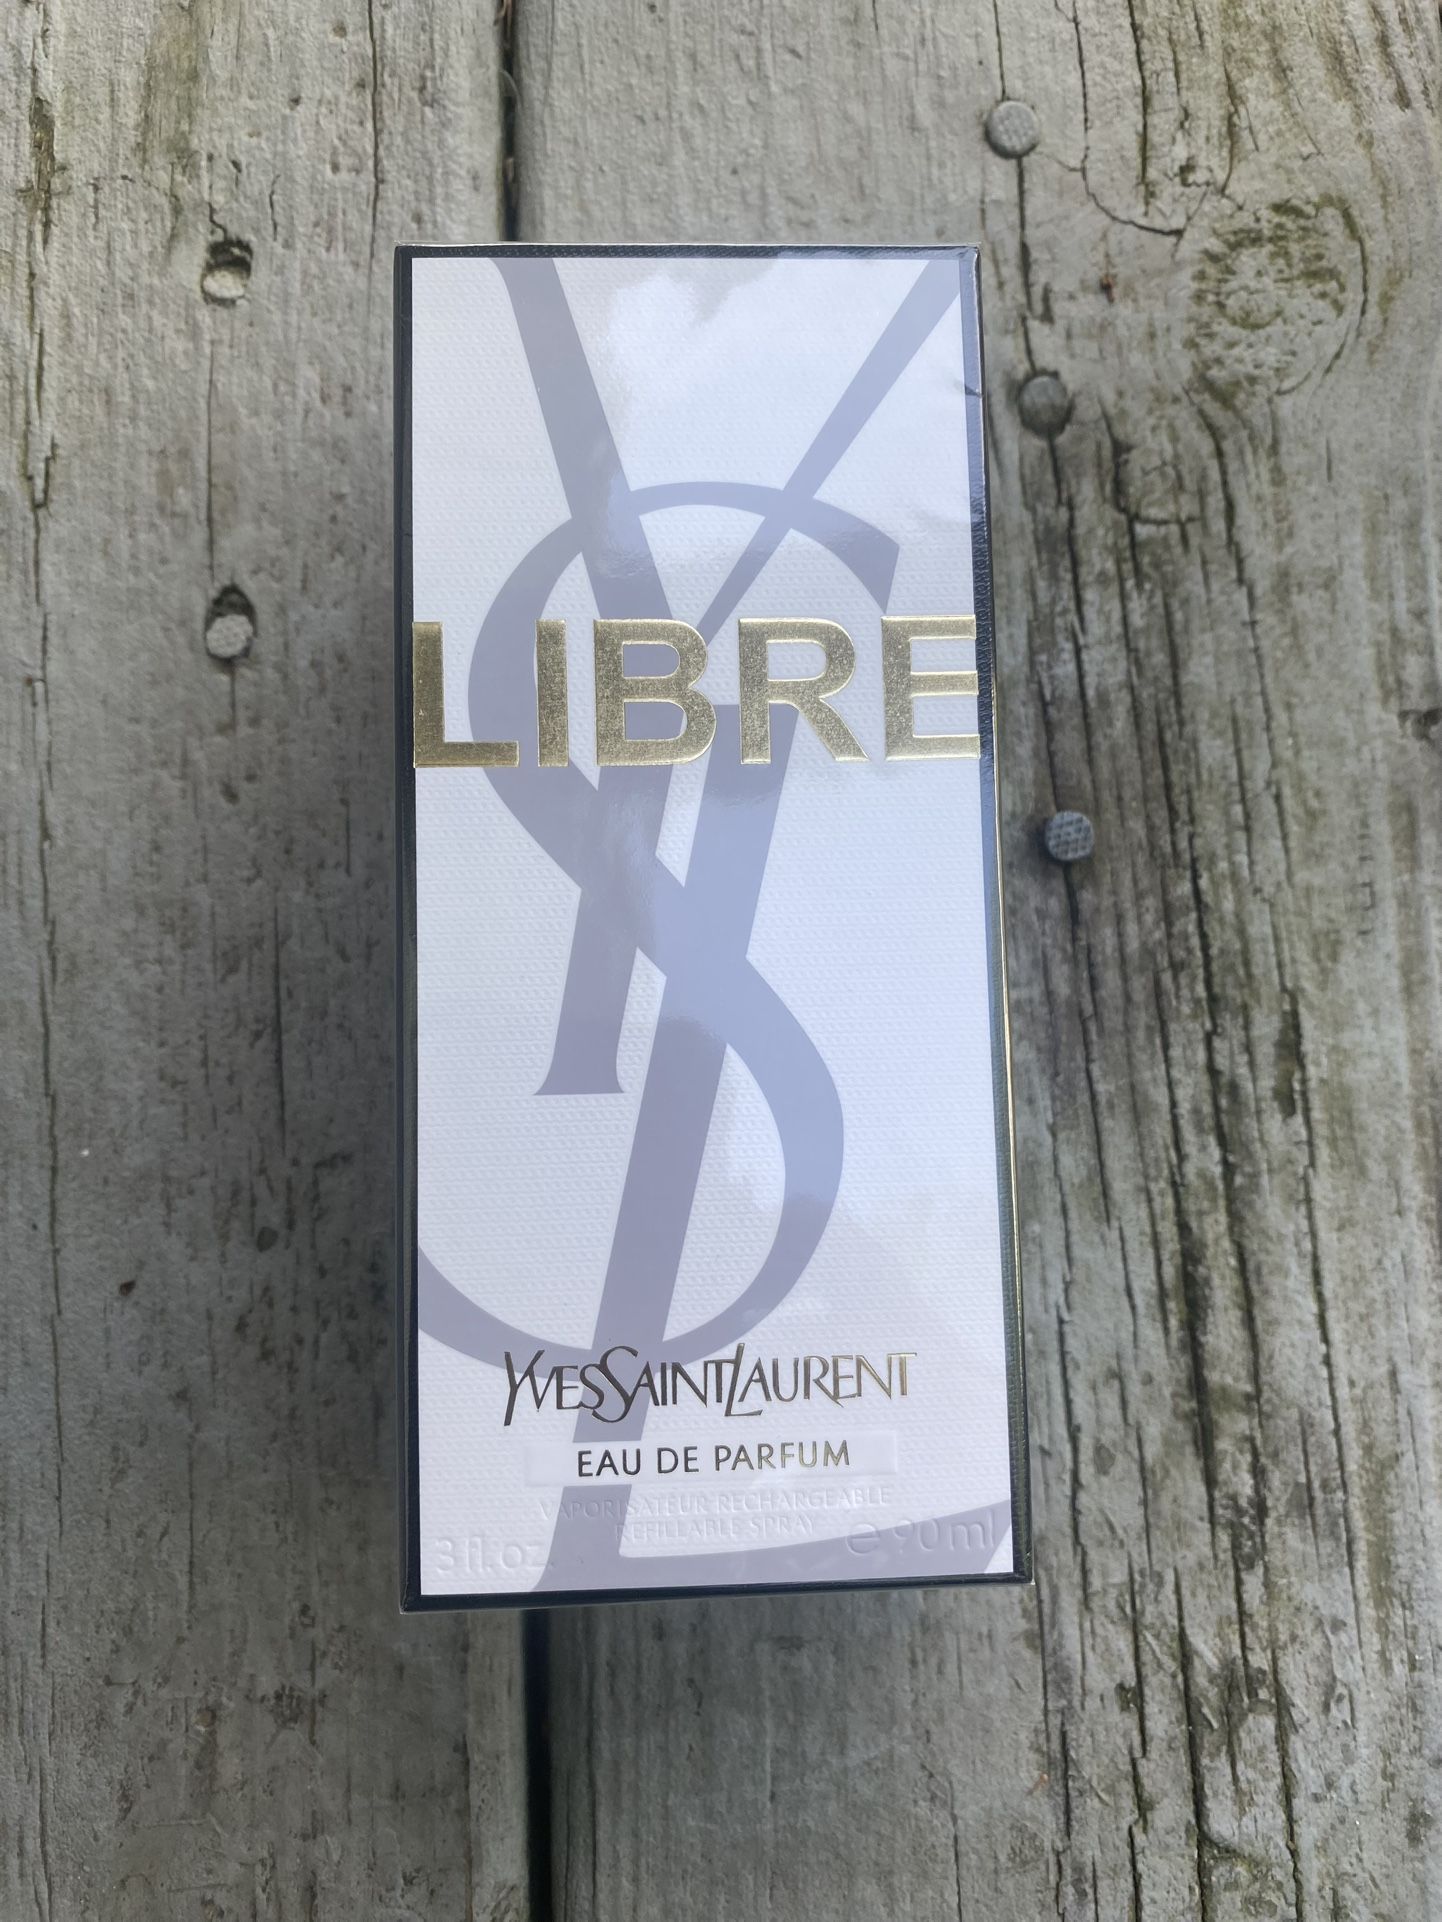 YSL
LIBRE
YVESSAINTLAURENT
EAU DE PARFUM
VAPORISATEUR RECHARGEABLE
REFILLABLE SPRAY
3 fl. oz. e 90 ml